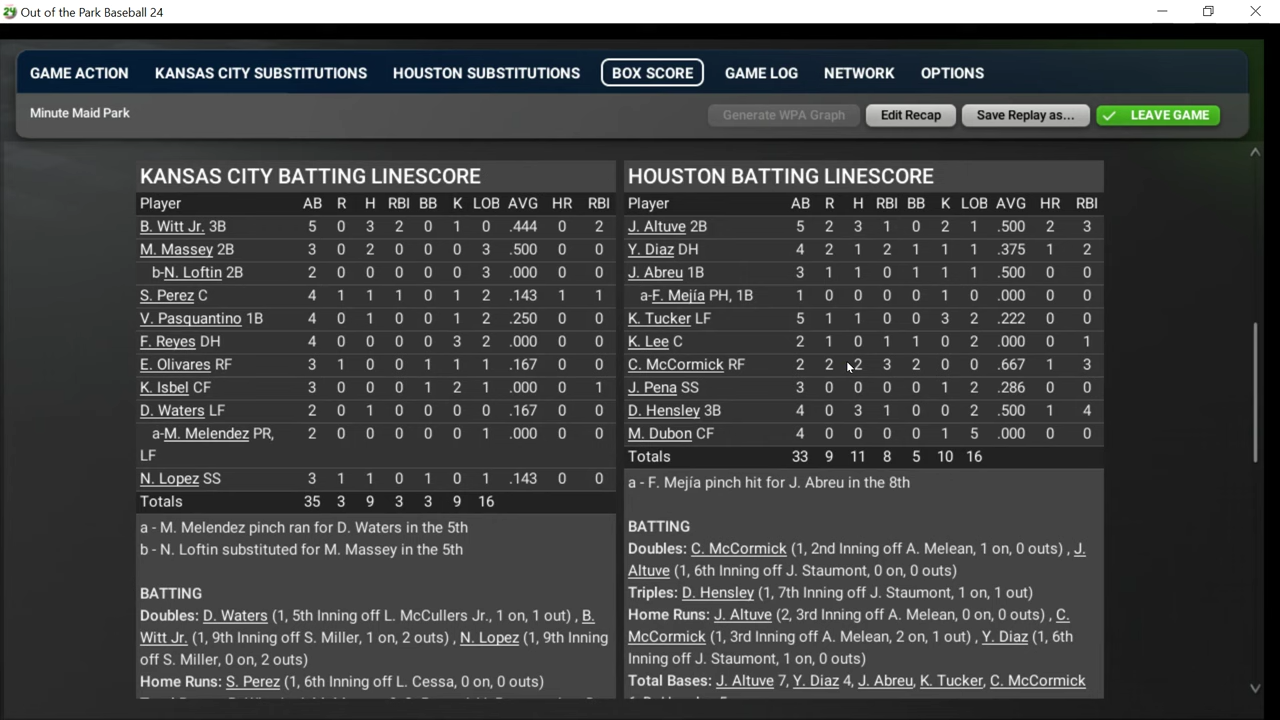 Out of the Park Baseball 24
GAME ACTION KANSAS CITY SUBSTITUTIONS HOUSTON SUBSTITUTIONS BOX SCORE GAME LOG NETWORK OPTIONS
Minute Maid Park Generate WPA Graph Edit Recap Save Replay as... LEAVE GAME
KANSAS CITY BATTING LINESCORE
Player AB R H RBI BB K LOB AVG HR RBI
B. Witt Jr. 3B 5 0 3 2 0 1 0 .444 0 2
M. Massey 2B 3 0 2 0 0 0 3 .500 0 0
b-N. Loftin 2B 2 0 0 0 0 0 3 .000 0 0
S. Perez C 4 1 1 1 0 1 2 .143 1 1
V. Pasquantino 1B 4 0 1 0 0 1 2 .250 0 0
F. Reyes DH 4 0 0 0 0 3 2 .000 0 0
E. Olivares RF 3 1 0 0 1 1 1 .167 0 0
K. Isbel CF 3 0 0 0 1 2 1 .000 0 1
D. Waters LF 2 0 1 0 0 0 0 .167 0 0
a-M. Melendez PR, 2 0 0 0 0 0 1 .000 0 0
LF
N. Lopez SS 3 1 1 0 1 0 1 .143 0 0
Totals 35 3 9 3 3 9 16
a - M. Melendez pinch ran for D. Waters in the 5th
b - N. Loftin substituted for M. Massey in the 5th
BATTING
Doubles: D. Waters (1, 5th Inning off L. McCullers Jr., 1 on, 1 out) , B.
Witt Jr. (1, 9th Inning off S. Miller, 1 on, 2 outs) , N. Lopez (1, 9th Inning
off S. Miller, 0 on, 2 outs)
Home Runs: S. Perez (1, 6th Inning off L. Cessa, 0 on, 0 outs)
HOUSTON BATTING LINESCORE
Player AB R H RBI BB K LOB AVG HR RBI
J. Altuve 2B 5 2 3 1 0 2 1 .500 2 3
Y. Diaz DH 4 2 1 2 1 1 1 .375 1 2
J. Abreu 1B 3 1 1 0 1 1 1 .500 0 0
a-F. Mejía PH, 1B 1 0 0 0 0 1 0 .000 0 0
K. Tucker LF 5 1 1 0 0 3 2 .222 0 0
K. Lee C 2 1 0 1 1 0 2 .000 0 1
C. McCormick RF 2 2 2 3 2 0 0 .667 1 3
J. Pena SS 3 0 0 0 0 1 2 .286 0 0
D. Hensley 3B 4 0 3 1 0 0 2 .500 1 4
M. Dubon CF 4 0 0 0 0 1 5 .000 0 0
Totals 33 9 11 8 5 10 16
a - F. Mejía pinch hit for J. Abreu in the 8th
BATTING
Doubles: C. McCormick (1, 2nd Inning off A. Melean, 1 on, 0 outs) , J.
Altuve (1, 6th Inning off J. Staumont, 0 on, 0 outs)
Triples: D. Hensley (1, 7th Inning off J. Staumont, 1 on, 1 out)
Home Runs: J. Altuve (2, 3rd Inning off A. Melean, 0 on, 0 outs) , C.
McCormick (1, 3rd Inning off A. Melean, 2 on, 1 out) , Y. Diaz (1, 6th
Inning off J. Staumont, 1 on, 0 outs)
Total Bases: J. Altuve 7, Y. Diaz 4, J. Abreu, K. Tucker, C. McCormick